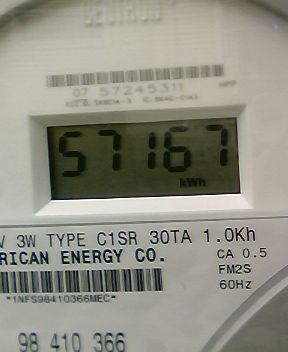 CENTRON
07 57245311
57167
kWh
V 3W TYPE C1SR 30TA 1.0Kh
RICAN ENERGY CO.
CA 0.5
FM2S
60Hz
*1NFS98410366MEC*
98 410 366